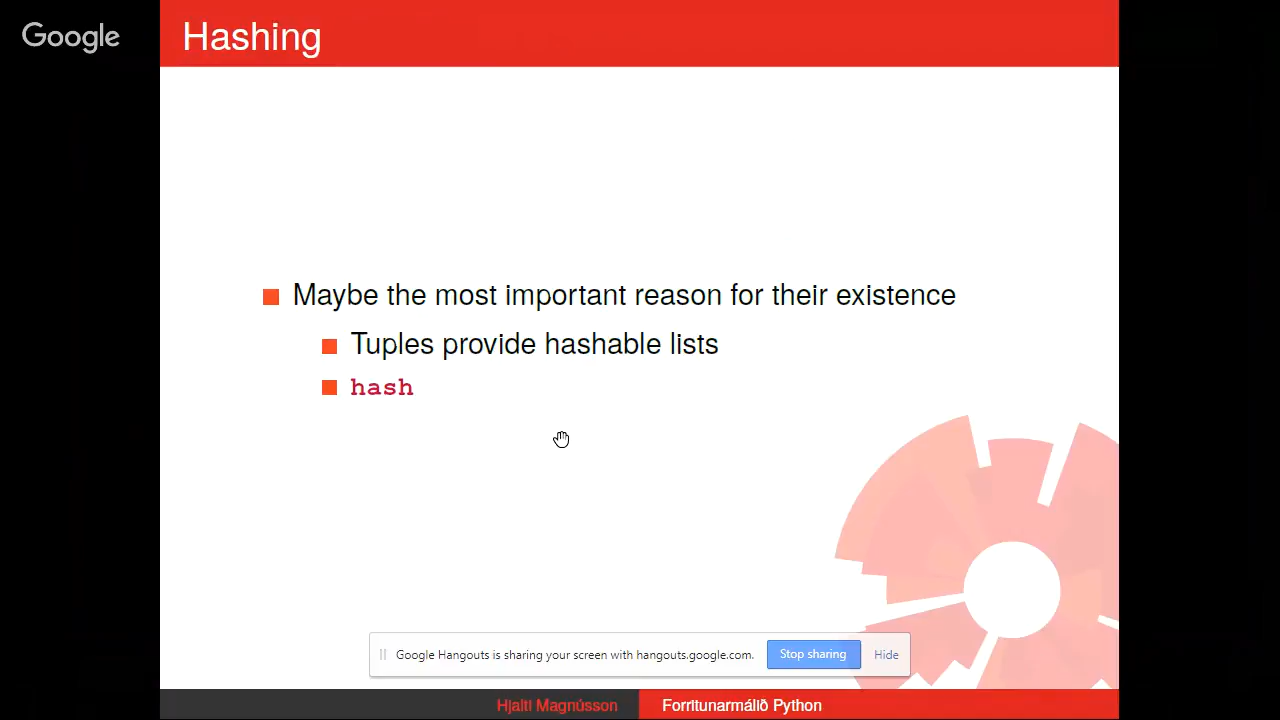 Google
Hashing
Maybe the most important reason for their existence
Tuples provide hashable lists
hash
Google Hangouts is sharing your screen with hangouts.google.com.
Stop sharing
Hide
Hjalti Magnússon
Forritunarmálið Python